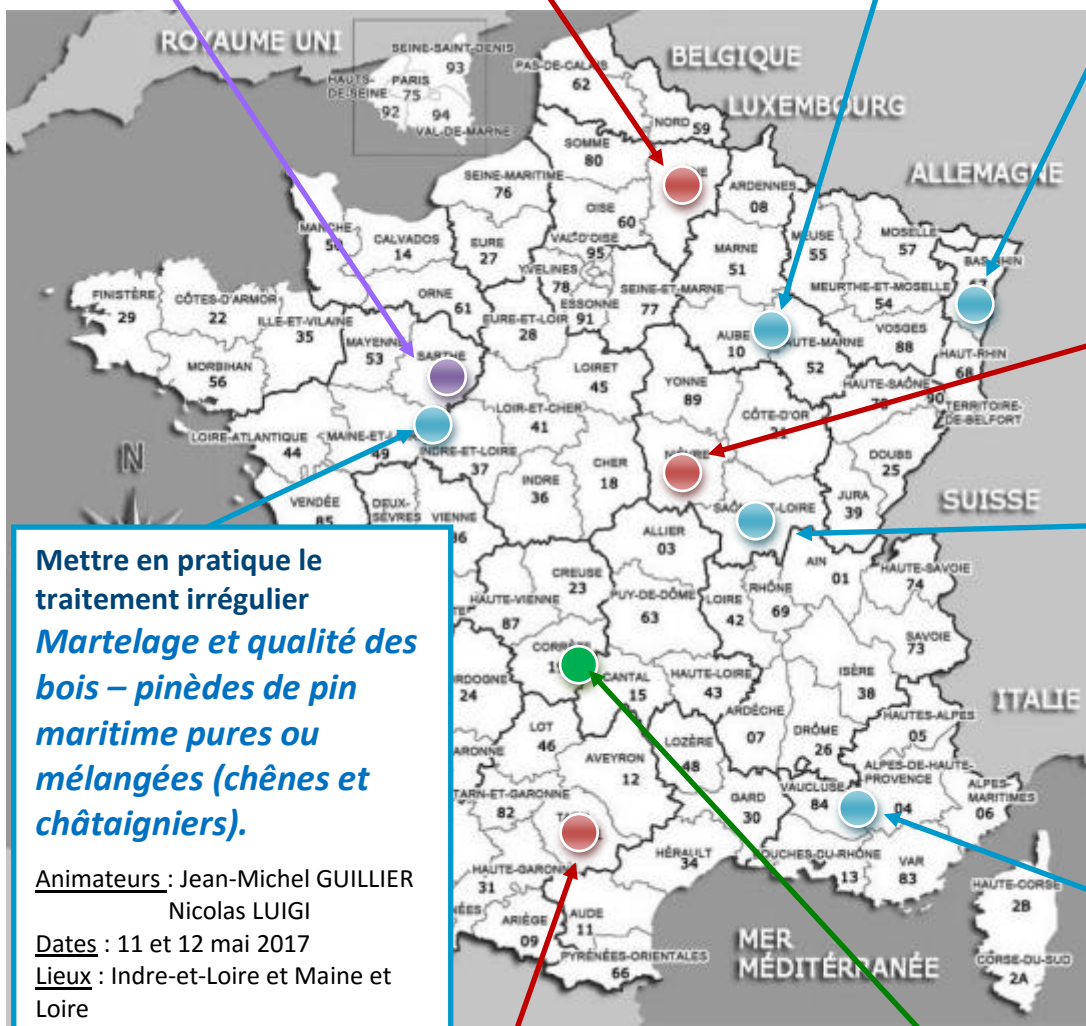 ROYAUME UNI
SEINE-SAINT-DENIS
93
HAUTS-
DE-SEINE
PARIS
75
92
94
VAL-DE-MARNE
BELGIQUE
LUXEMBOURG
ALLEMAGNE
SUISSE
ITALIE
MER
MÉDITÉRRANÉE
N
PAS-DE-CALAIS
62
NORD
59
SOMME
80
SEINE-MARITIME
76
OISE
60
ARDENNES
08
MANCHE
50
CALVADOS
14
EURE
27
VAL-D'OISE
95
YVELINES
78
ESSONNE
91
SEINE-ET-MARNE
77
MARNE
51
MEUSE
55
MOSELLE
57
MEURTHE-ET-MOSELLE
54
BAS-RHIN
67
FINISTÈRE
29
CÔTES-D'ARMOR
22
ILLE-ET-VILAINE
35
MORBIHAN
56
ORNE
61
EURE-ET-LOIR
28
MAYENNE
53
SARTHE
LOIRET
45
AUBE
10
HAUTE-MARNE
52
VOSGES
88
HAUT-RHIN
68
YONNE
89
HAUTE-SAÔNE
90
TERRITOIRE-
DE-BELFORT
LOIR-ET-CHER
41
CÔTE-D'OR
21
LOIRE-ATLANTIQUE
44
49
INDRE-ET-LOIRE
37
CHER
18
DOUBS
25
VENDÉE
85
DEUX-
SÈVRES
VIENNE
86
INDRE
36
JURA
39
ALLIER
03
CREUSE
23
HAUTE-VIENNE
87
PUY-DE-DÔME
63
LOIRE
42
RHÔNE
69
AIN
01
HAUTE-SAVOIE
74
SAVOIE
73
CORRÈZE
19
CANTAL
15
HAUTE-LOIRE
43
ISÈRE
38
24
ARDÈCHE
07
DRÔME
26
HAUTES-ALPES
05
LOT
46
LOZÈRE
48
AVEYRON
12
ALPES-DE-HAUTE-
PROVENCE
04
ALPES-
MARITIMES
06
VAUCLUSE
84
GARD
30
TARN-ET-GARONNE
82
HÉRAULT
34
13
VAR
83
31
ARIÈGE
09
AUDE
11
PYRÉNÉES-ORIENTALES
66
HAUTE-CORSE
2B
CORSE-DU-SUD
2A
Mettre en pratique le
traitement irrégulier
Martelage et qualité des
bois – pinèdes de pin
maritime pures ou
mélangées (chênes et
châtaigniers).
Animateurs : Jean-Michel GUILLIER
Nicolas LUIGI
Dates : 11 et 12 mai 2017
Lieux : Indre-et-Loire et Maine et
Loire